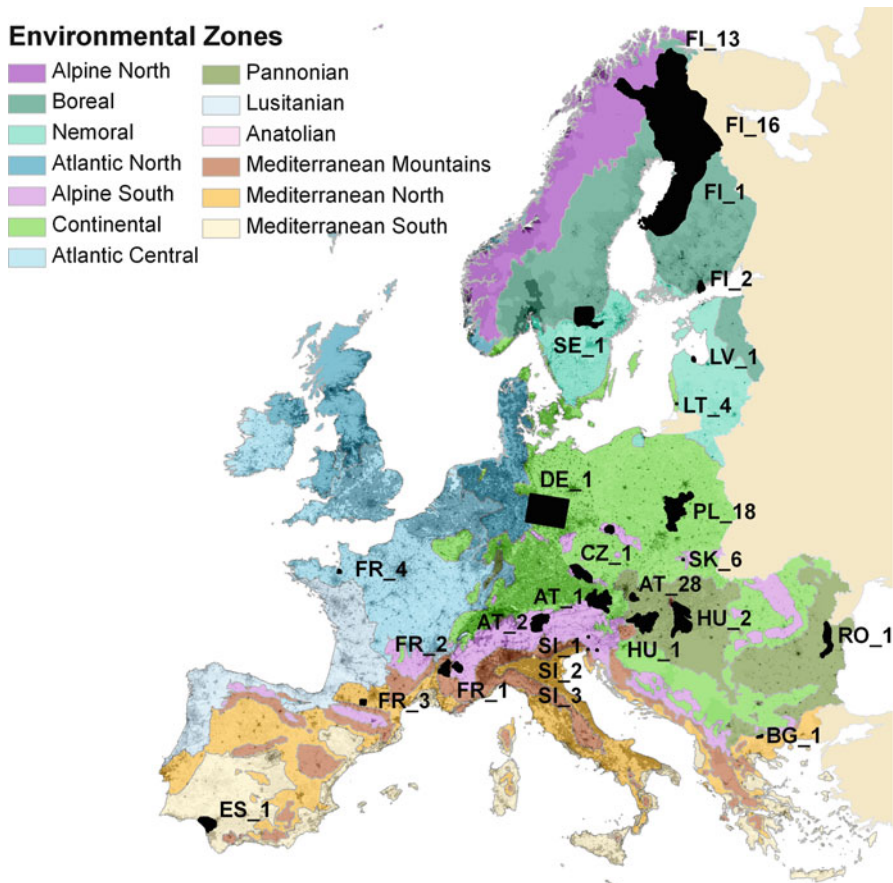 Environmental Zones
Alpine North
Boreal
Nemoral
Atlantic North
Alpine South
Continental
Atlantic Central
Pannonian
Lusitanian
Anatolian
Mediterranean Mountains
Mediterranean North
Mediterranean South
FI_13
FI_16
FI_1
FI_2
SE_1
LV_1
LT_4
DE_1
PL_18
CZ_1
SK_6
FR_4
AT_1
AT_28
AT_2
HU_2
RO_1
FR_2
SI_1
HU_1
SI_2
FR_1
FR_3
SI_3
BG_1
ES_1